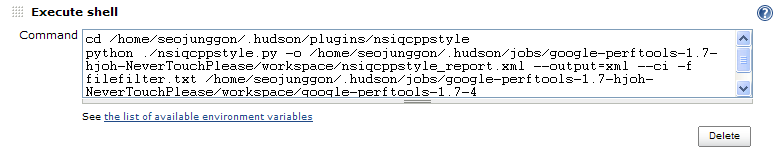 Execute shell
Command
cd /home/seojunggon/.hudson/plugins/nsiqcppstyle
python ./nsiqcppstyle.py -o /home/seojunggon/.hudson/jobs/google-perftools-1.7-
hjoh-NeverTouchPlease/workspace/nsiqcppstyle_report.xml --output=xml --ci -f
filefilter.txt /home/seojunggon/.hudson/jobs/google-perftools-1.7-hjoh-
NeverTouchPlease/workspace/google-perftools-1.7-4
See the list of available environment variables
Delete